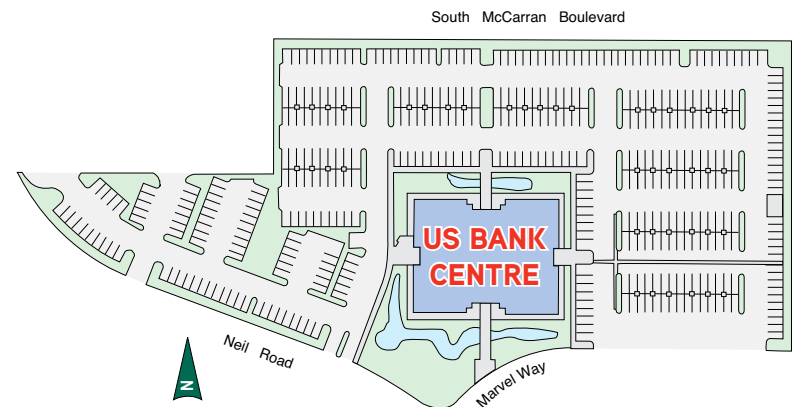 South McCarran Boulevard
US BANK
CENTRE
Neil Road
Marvel Way
N